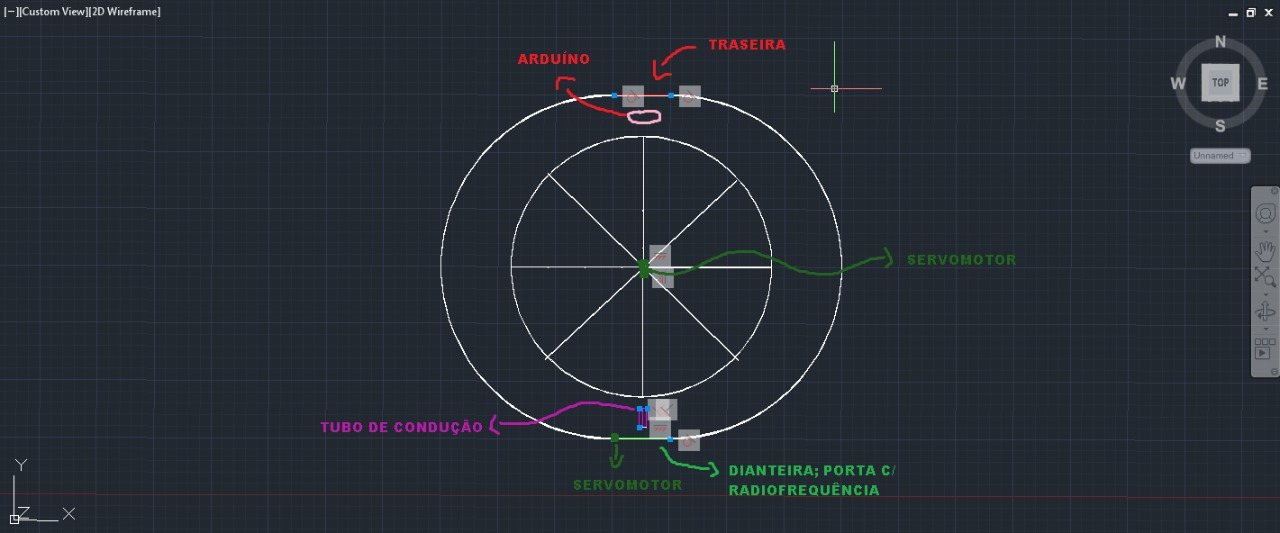 [−][Custom View][2D Wireframe]
TRASEIRA
ARDUÍNO
N
W
TOP
E
S
Unnamed
SERVOMOTOR
TUBO DE CONDUÇÃO
DIANTEIRA; PORTA C/
RADIOFREQUÊNCIA
SERVOMOTOR
Y
Z
X